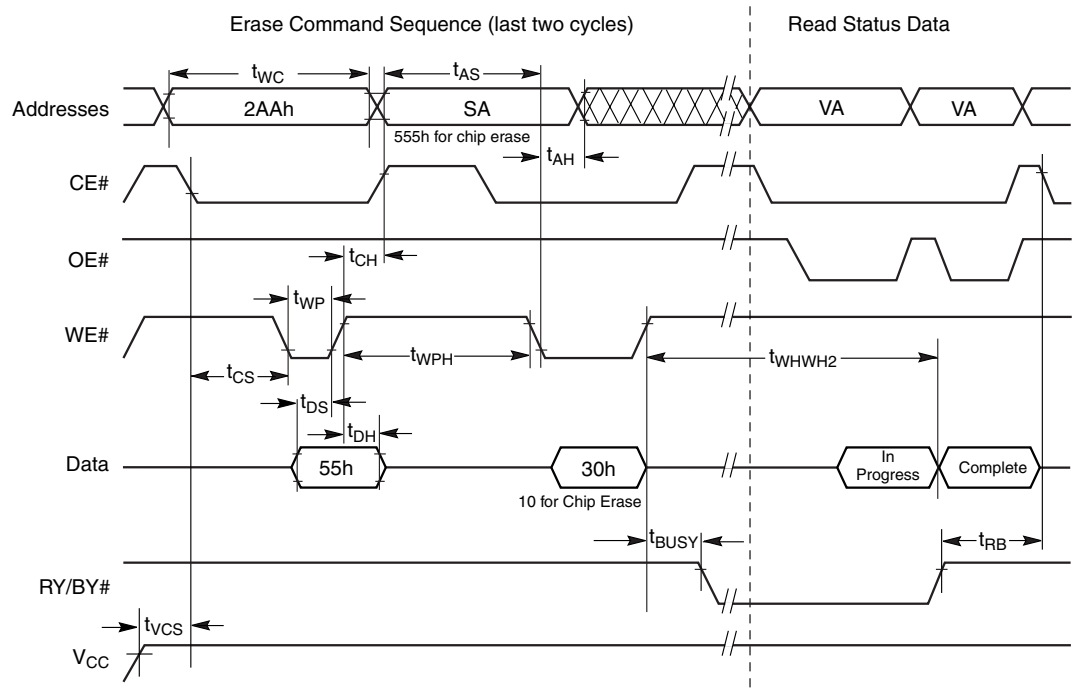 Erase Command Sequence (last two cycles)
Read Status Data
Addresses
tWC
tAS
2AAh
SA
VA
VA
555h for chip erase
tAH
CE#
OE#
tCH
tWP
WE#
tWPH
tWHWH2
tCS
tDS
tDH
Data
55h
30h
In
Progress
Complete
10 for Chip Erase
tBUSY
tRB
RY/BY#
tVCS
VCC